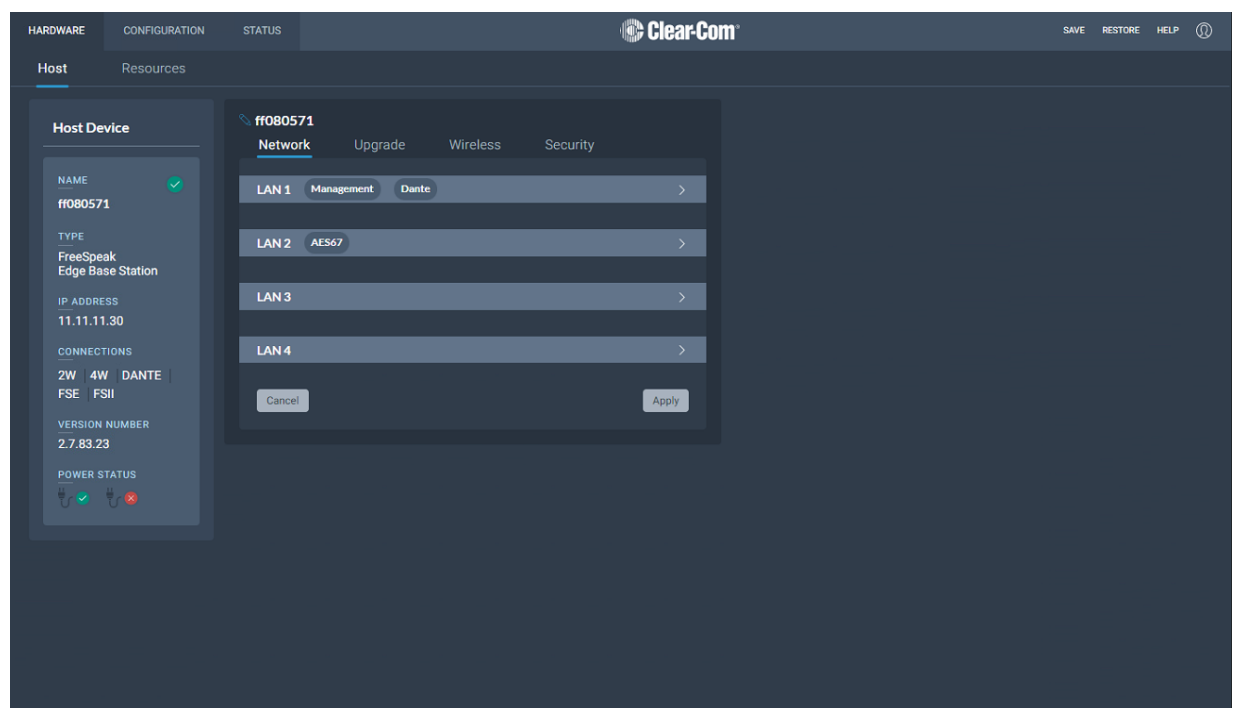 HARDWARE CONFIGURATION STATUS Clear-Com® SAVE RESTORE HELP
Host Resources
Host Device
NAME
ff080571
TYPE
FreeSpeak
Edge Base Station
IP ADDRESS
11.11.11.30
CONNECTIONS
2W 4W DANTE
FSE FSII
VERSION NUMBER
2.7.83.23
POWER STATUS
ff080571
Network Upgrade Wireless Security
LAN 1 Management Dante
LAN 2 AES67
LAN 3
LAN 4
Cancel Apply